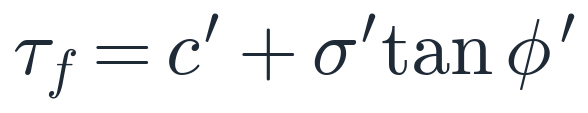 τ_f = c′ + σ′tan ϕ′